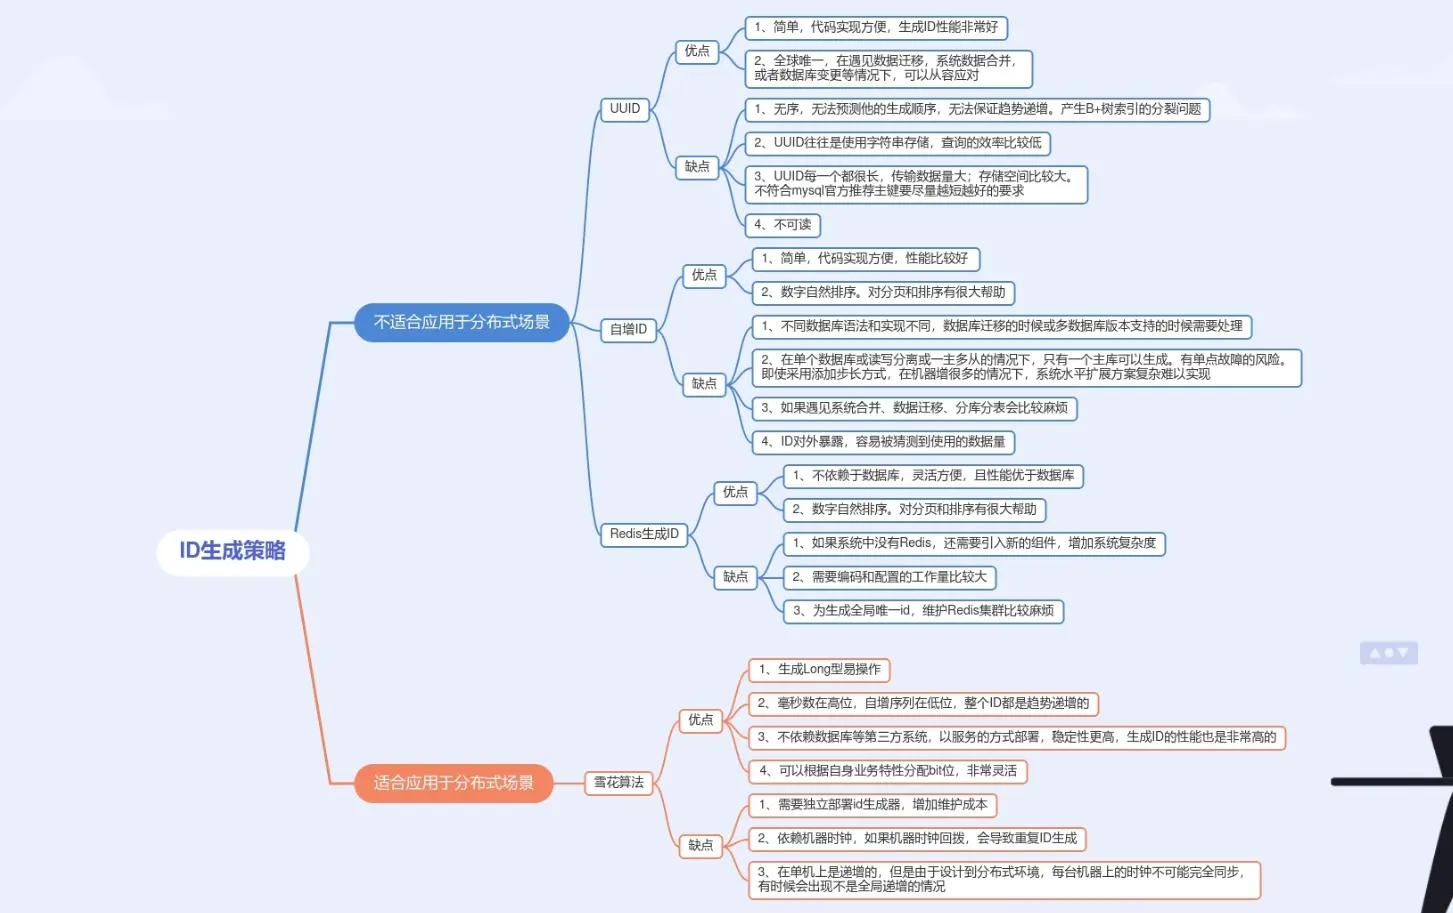 ID生成策略
不适合应用于分布式场景
UUID
优点
1、简单，代码实现方便，生成ID性能非常好
2、全球唯一，在遇见数据迁移，系统数据合并，
或者数据库变更等情况下，可以从容应对
缺点
1、无序，无法预测他的生成顺序，无法保证趋势递增。产生B+树索引的分裂问题
2、UUID往往是使用字符串存储，查询的效率比较低
3、UUID每一个都很长，传输数据量大；存储空间比较大。
不符合mysql官方推荐主键要尽量越短越好的要求
4、不可读
自增ID
优点
1、简单，代码实现方便，性能比较好
2、数字自然排序。对分页和排序有很大帮助
缺点
1、不同数据库语法和实现不同，数据库迁移的时候或多数据库版本支持的时候需要处理
2、在单个数据库或读写分离或一主多从的情况下，只有一个主库可以生成。有单点故障的风险。
即使采用添加步长方式，在机器增很多的情况下，系统水平扩展方案复杂难以实现
3、如果遇见系统合并、数据迁移、分库分表会比较麻烦
4、ID对外暴露，容易被猜测到使用的数据量
Redis生成ID
优点
1、不依赖于数据库，灵活方便，且性能优于数据库
2、数字自然排序。对分页和排序有很大帮助
缺点
1、如果系统中没有Redis，还需要引入新的组件，增加系统复杂度
2、需要编码和配置的工作量比较大
3、为生成全局唯一id，维护Redis集群比较麻烦
适合应用于分布式场景
雪花算法
优点
1、生成Long型易操作
2、毫秒数在高位，自增序列在低位，整个ID都是趋势递增的
3、不依赖数据库等第三方系统，以服务的方式部署，稳定性更高，生成ID的性能也是非常高的
4、可以根据自身业务特性分配bit位，非常灵活
缺点
1、需要独立部署id生成器，增加维护成本
2、依赖机器时钟，如果机器时钟回拨，会导致重复ID生成
3、在单机上是递增的，但是由于设计到分布式环境，每台机器上的时钟不可能完全同步，
有时候会出现不是全局递增的情况